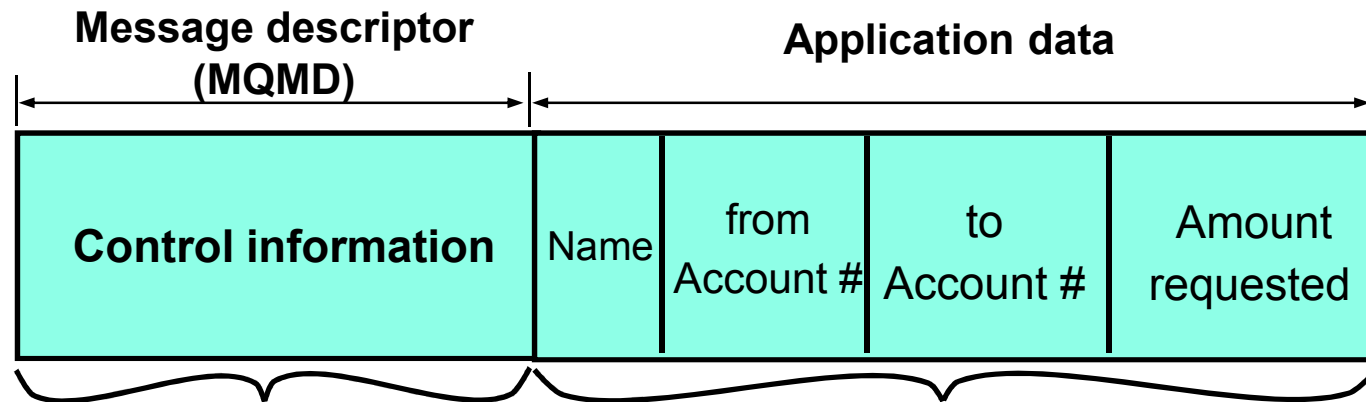 Message descriptor
(MQMD)
Application data
Control information
Name
from
Account #
to
Account #
Amount
requested